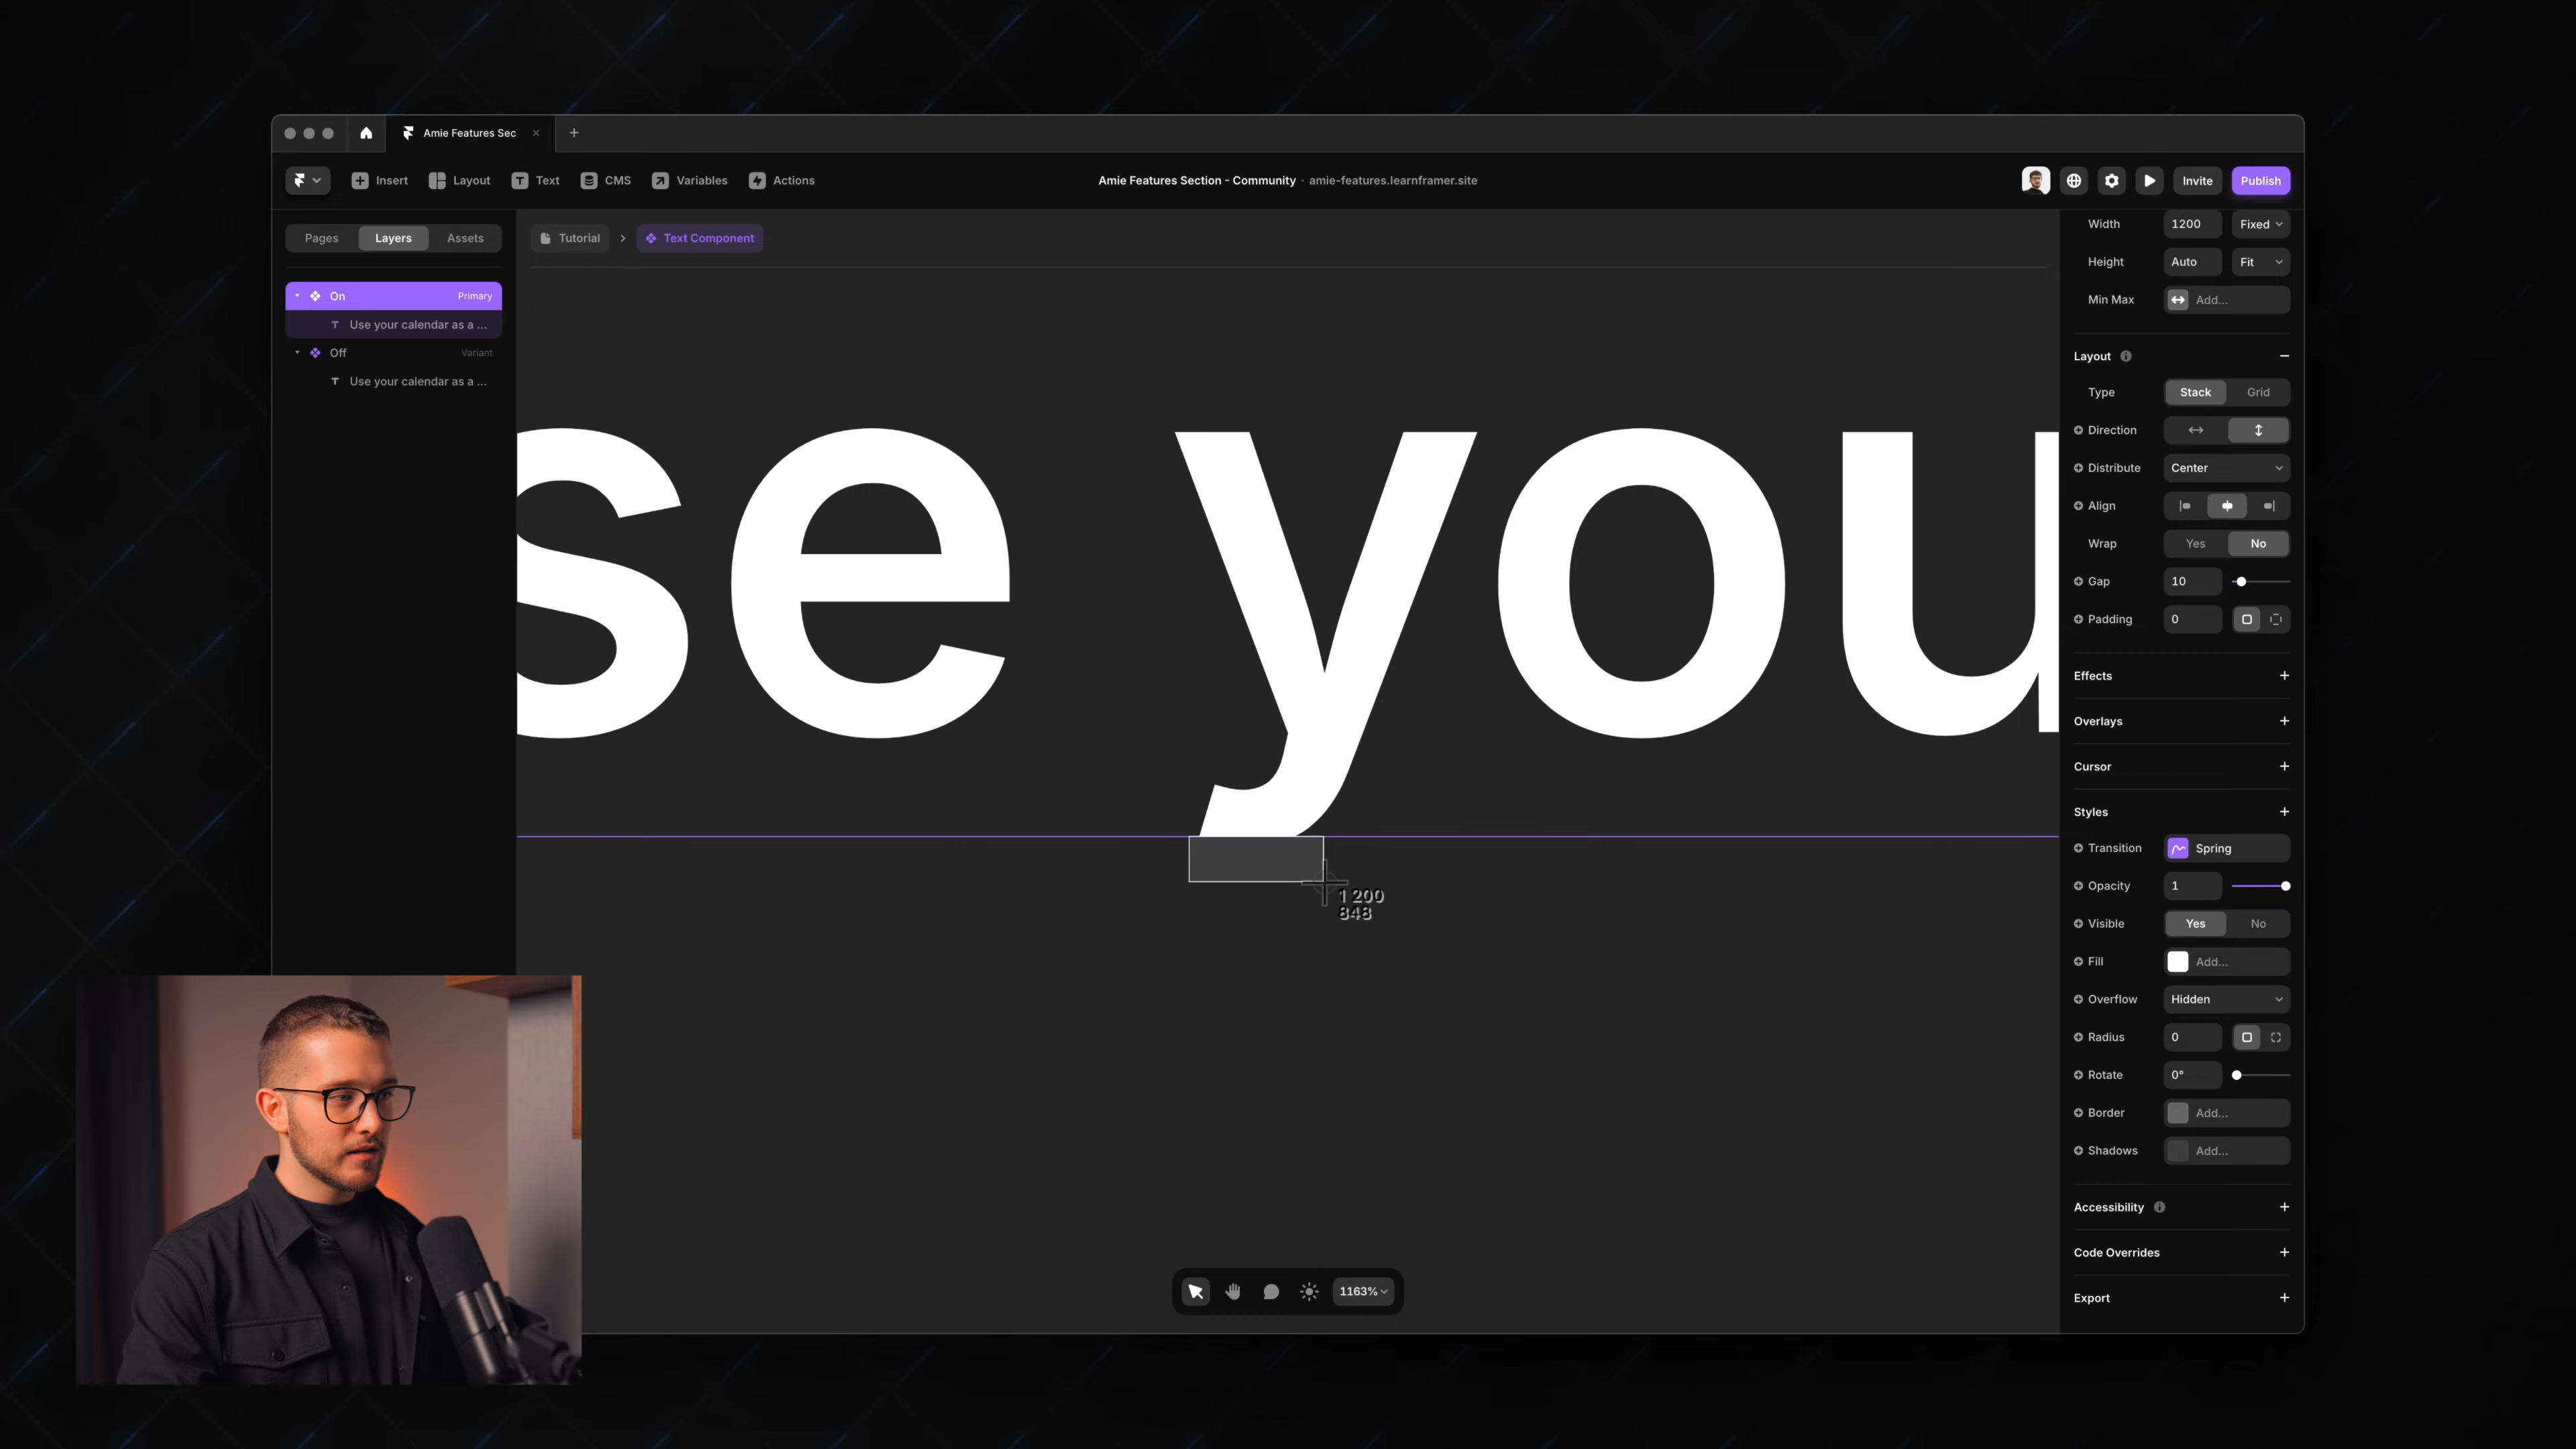 Amie Features Sec
Insert
Layout
Text
CMS
Variables
Actions
Amie Features Section - Community · amie-features.learnframer.site
Invite
Publish
Pages
Layers
Assets
On
Primary
Use your calendar as a ...
Off
Variant
Use your calendar as a ...
Tutorial
Text Component
se you
1 200
848
1163%
Width
1200
Fixed
Height
Auto
Fit
Min Max
Add...
Layout
Type
Stack
Grid
Direction
Distribute
Center
Align
Wrap
Yes
No
Gap
10
Padding
0
Effects
Overlays
Cursor
Styles
Transition
Spring
Opacity
1
Visible
Yes
No
Fill
Add...
Overflow
Hidden
Radius
0
Rotate
0°
Border
Add...
Shadows
Add...
Accessibility
Code Overrides
Export